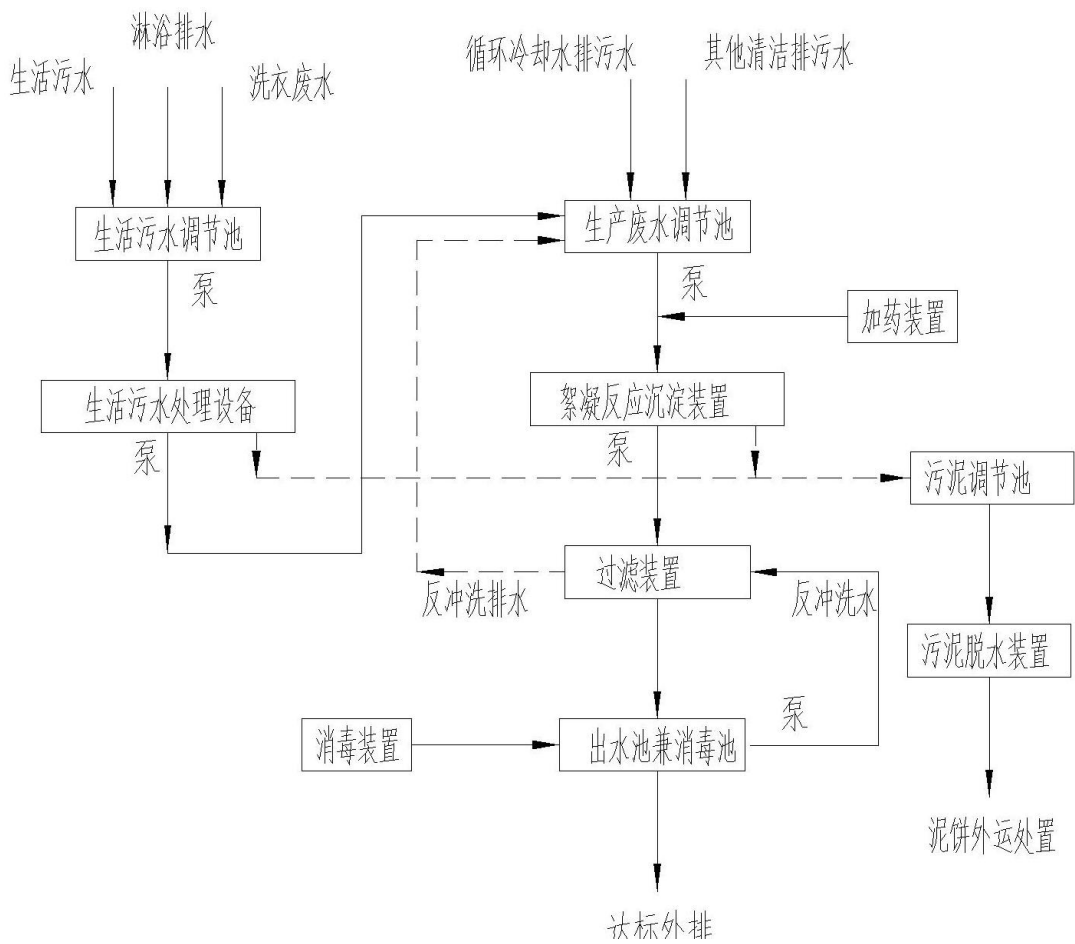 淋浴排水
生活污水
洗衣废水
循环冷却水排污水
其他清洁排污水
生活污水调节池
生产废水调节池
泵
泵
加药装置
生活污水处理设备
絮凝反应沉淀装置
泵
泵
污泥调节池
过滤装置
反冲洗排水
反冲洗水
污泥脱水装置
泵
消毒装置
出水池兼消毒池
泥饼外运处置
达标外排